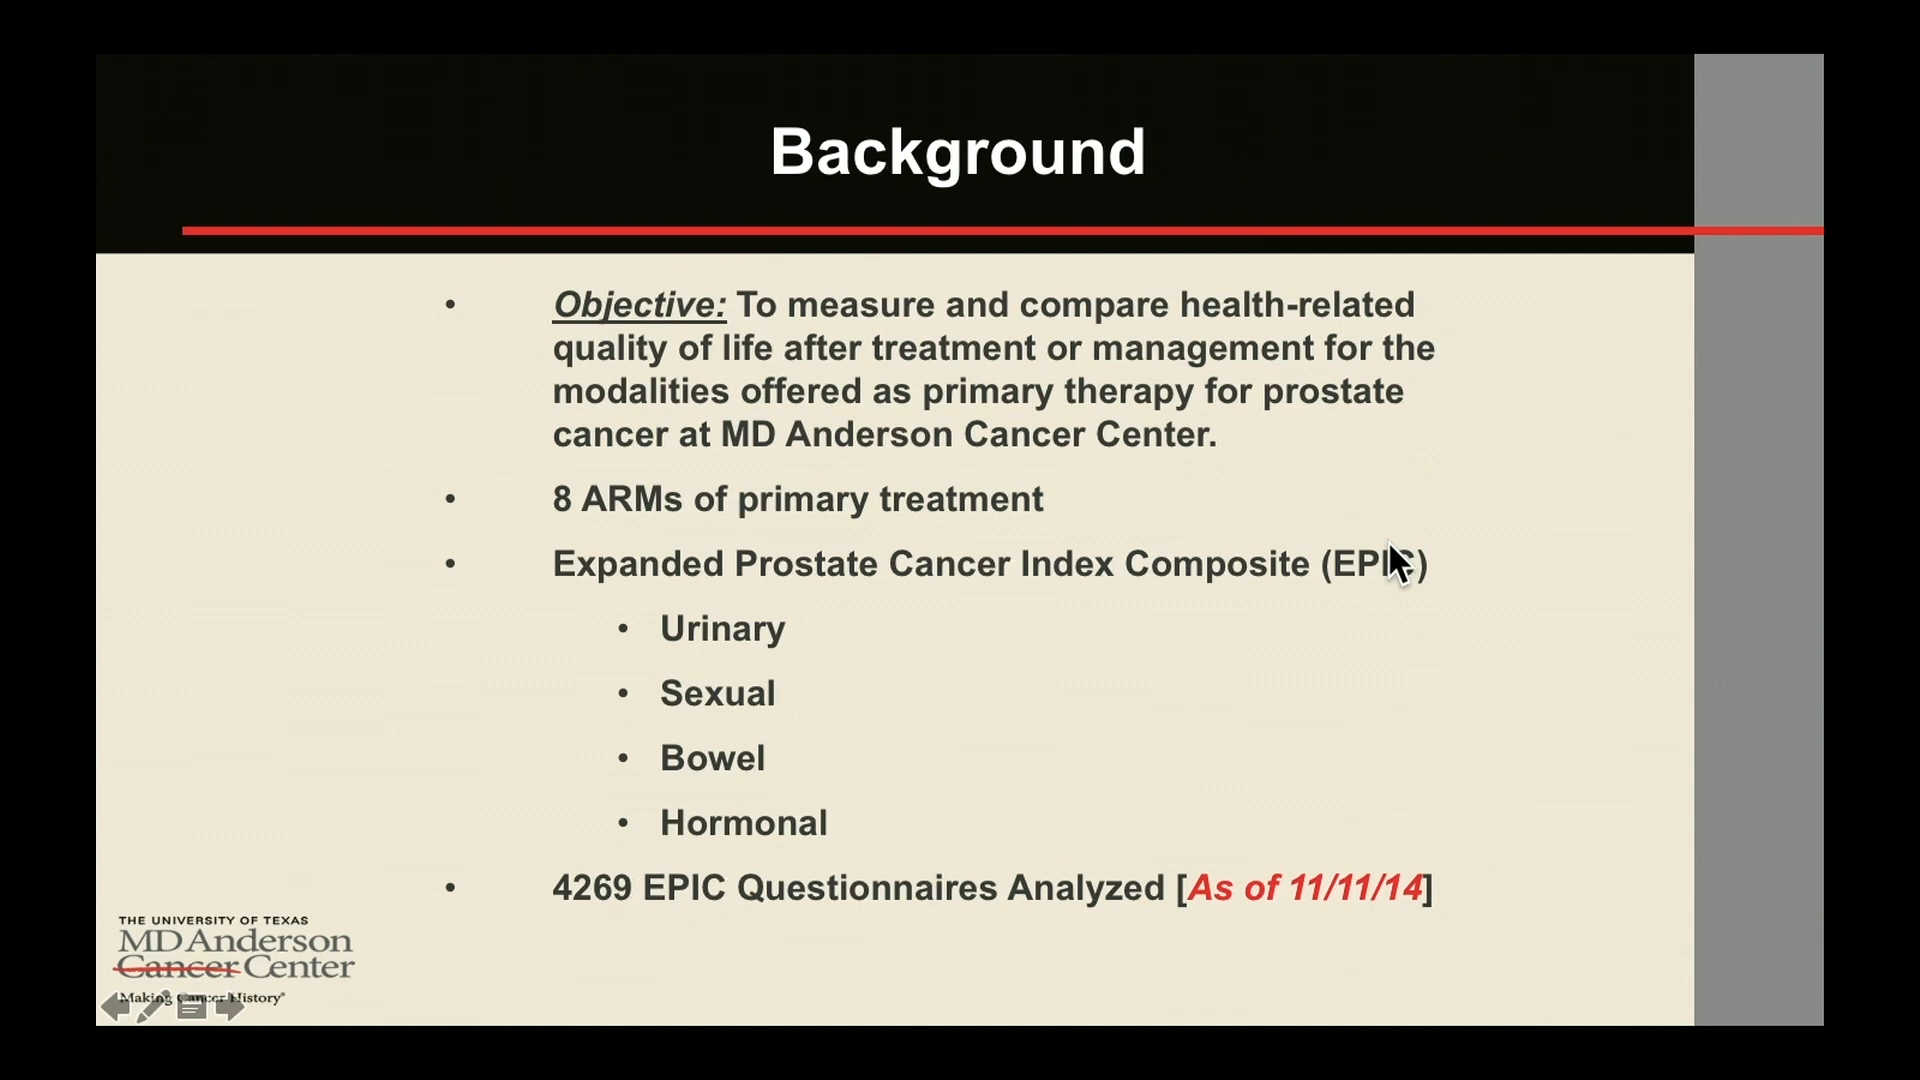 Background
• Objective: To measure and compare health-related
quality of life after treatment or management for the
modalities offered as primary therapy for prostate
cancer at MD Anderson Cancer Center.
• 8 ARMs of primary treatment
• Expanded Prostate Cancer Index Composite (EPIC)
• Urinary
• Sexual
• Bowel
• Hormonal
• 4269 EPIC Questionnaires Analyzed [As of 11/11/14]
THE UNIVERSITY OF TEXAS
MD Anderson
Cancer Center
Making Cancer History®